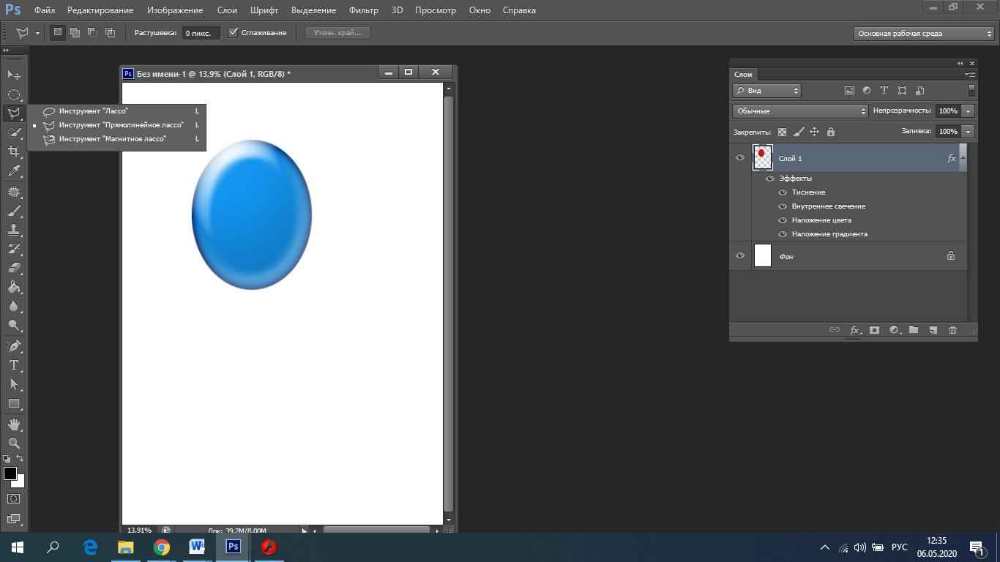 Ps Файл Редактирование Изображение Слои Шрифт Выделение Фильтр 3D Просмотр Окно Справка
Растушевка: 0 пикс. Сглаживание Уточн. край... Основная рабочая среда
Ps Без имени-1 @ 13,9% (Слой 1, RGB/8) *
Инструмент "Лассо" L
Инструмент "Прямолинейное лассо" L
Инструмент "Магнитное лассо" L
Слои
Вид
Обычные Непрозрачность: 100%
Закрепить: Заливка: 100%
Слой 1 fx
Эффекты
Тиснение
Внутреннее свечение
Наложение цвета
Наложение градиента
Фон
fx
T
13,91% Док: 39,2M/8,00M
W Ps РУС 12:35
06.05.2020 1